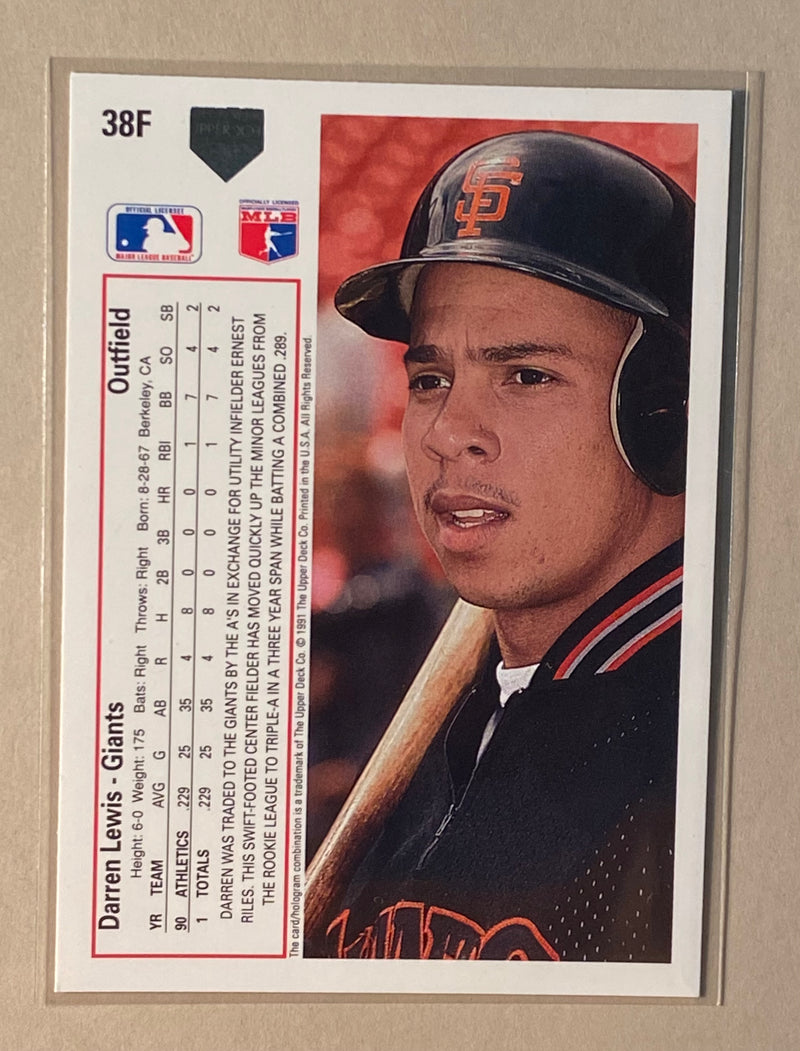 38F
UPPER DECK
OFFICIAL LICENSEE
MAJOR LEAGUE BASEBALL
OFFICIALLY LICENSED
MLB
SF
Darren Lewis - Giants Outfield
Height: 6-0 Weight: 175 Bats: Right Throws: Right Born: 8-28-67 Berkeley, CA
YR TEAM AVG G AB R H 2B 3B HR RBI BB SO SB
90 ATHLETICS .229 25 35 4 8 0 0 0 1 7 4 2
1 TOTALS .229 25 35 4 8 0 0 0 1 7 4 2
DARREN WAS TRADED TO THE GIANTS BY THE A'S IN EXCHANGE FOR UTILITY INFIELDER ERNEST
RILES. THIS SWIFT-FOOTED CENTER FIELDER HAS MOVED QUICKLY UP THE MINOR LEAGUES FROM
THE ROOKIE LEAGUE TO TRIPLE-A IN A THREE YEAR SPAN WHILE BATTING A COMBINED .289.
The card/hologram combination is a trademark of The Upper Deck Co. © 1991 The Upper Deck Co. Printed in the U.S.A. All Rights Reserved.